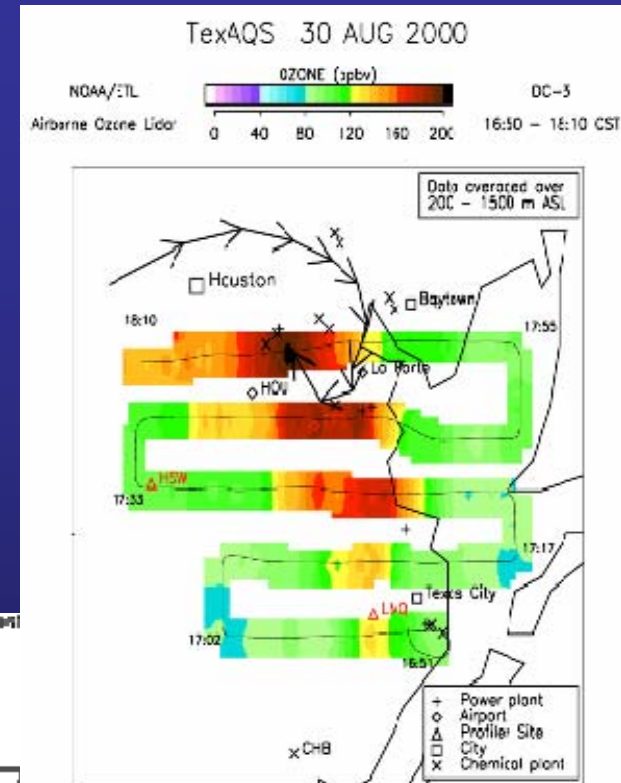 TexAQS 30 AUG 2000
OZONE (ppbv)
NOAA/ETL
DC-3
Airborne Ozone Lidar
0 40 80 120 160 200
16:50 - 18:10 CST
Data averaged over
200 - 1500 m ASL
Houston
Baytown
18:10
17:55
La Porte
HOU
HSW
17:33
17:17
Texas City
LMQ
17:02
16:51
CHB
+ Power plant
◇ Airport
△ Profiler Site
□ City
× Chemical plant